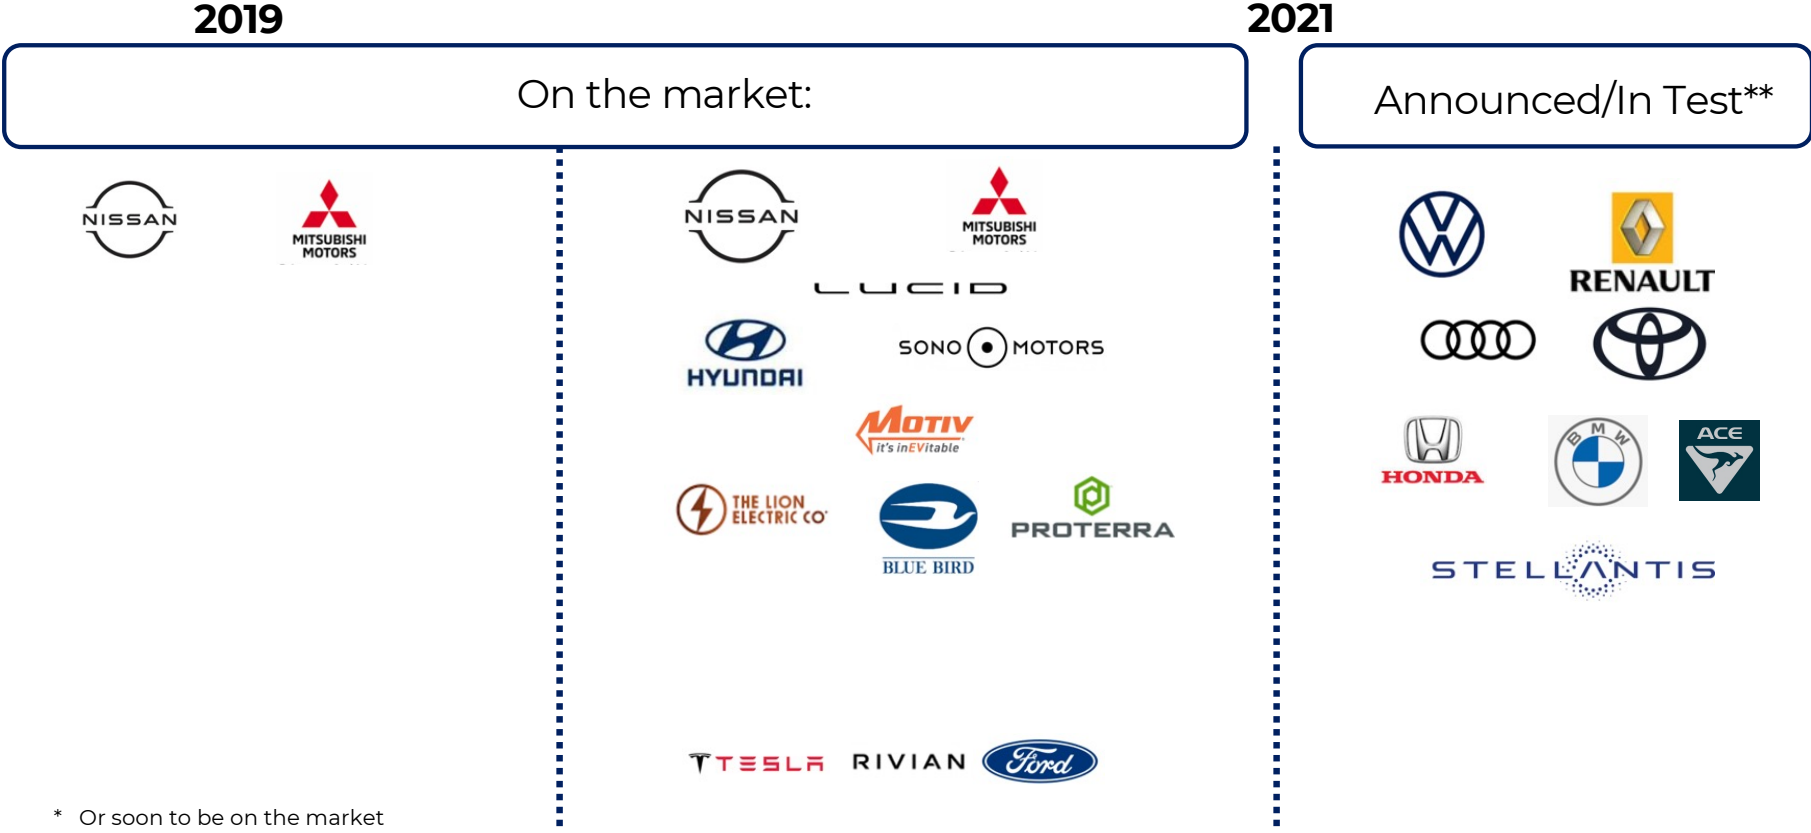 2019
2021
On the market:
Announced/In Test**
NISSAN
MITSUBISHI
MOTORS
NISSAN
MITSUBISHI
MOTORS
LUCID
HYUNDAI
SONO MOTORS
MOTIV
it's inEVitable
THE LION
ELECTRIC CO
BLUE BIRD
PROTERRA
TESLA
RIVIAN
Ford
RENAULT
HONDA
BMW
ACE
STELLANTIS
* Or soon to be on the market